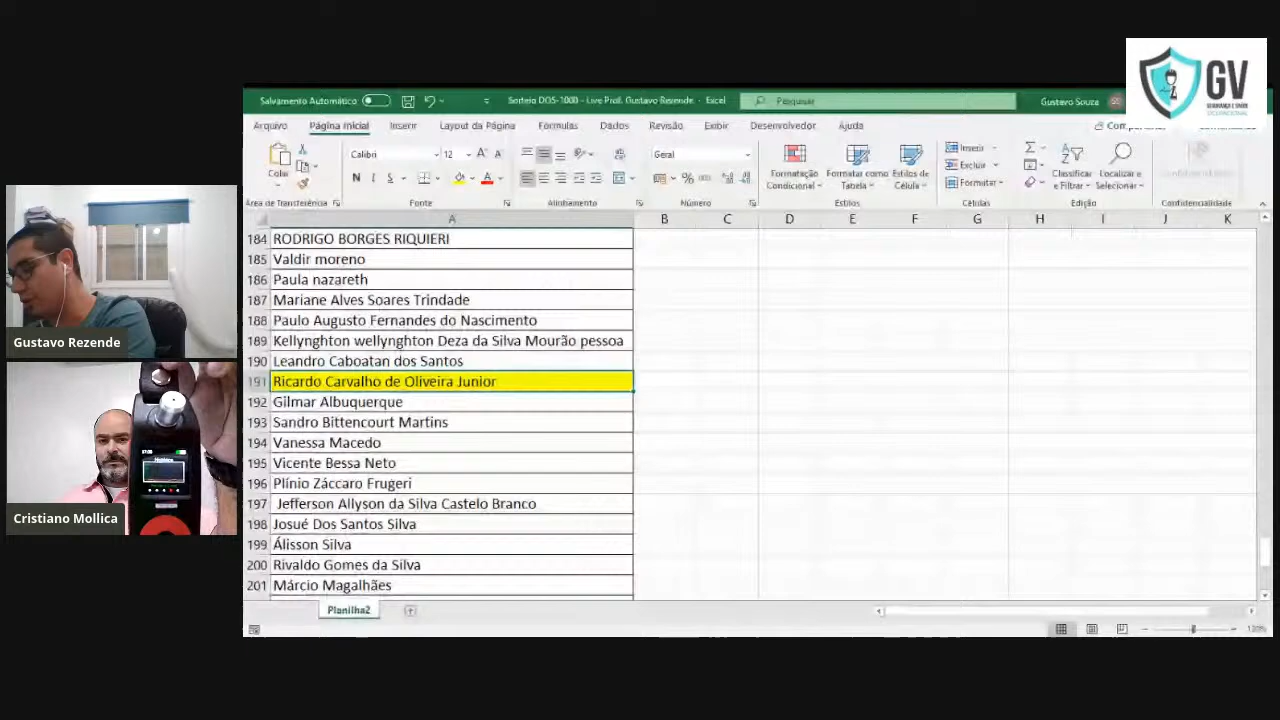 GV
SEGURANÇA E SAÚDE
OCUPACIONAL
Salvamento Automático
Sorteio DOS-1000 - Live Prof. Gustavo Rezende - Excel
Pesquisar
Gustavo Souza
Arquivo
Página Inicial
Inserir
Layout da Página
Fórmulas
Dados
Revisão
Exibir
Desenvolvedor
Ajuda
Colar
Calibri
12
N I S
Geral
Formatação
Condicional
Formatar como
Tabela
Estilos de
Célula
Inserir
Excluir
Formatar
Classificar
e Filtrar
Localizar e
Selecionar
Área de Transferência
Fonte
Alinhamento
Número
Estilos
Células
Edição
Confidencialidade
A B C D E F G H I J K
184 RODRIGO BORGES RIQUIERI
185 Valdir moreno
186 Paula nazareth
187 Mariane Alves Soares Trindade
188 Paulo Augusto Fernandes do Nascimento
189 Kellynghton wellynghton Deza da Silva Mourão pessoa
190 Leandro Caboatan dos Santos
191 Ricardo Carvalho de Oliveira Junior
192 Gilmar Albuquerque
193 Sandro Bittencourt Martins
194 Vanessa Macedo
195 Vicente Bessa Neto
196 Plínio Záccaro Frugeri
197 Jefferson Allyson da Silva Castelo Branco
198 Josué Dos Santos Silva
199 Álisson Silva
200 Rivaldo Gomes da Silva
201 Márcio Magalhães
Planilha2
Gustavo Rezende
Cristiano Mollica